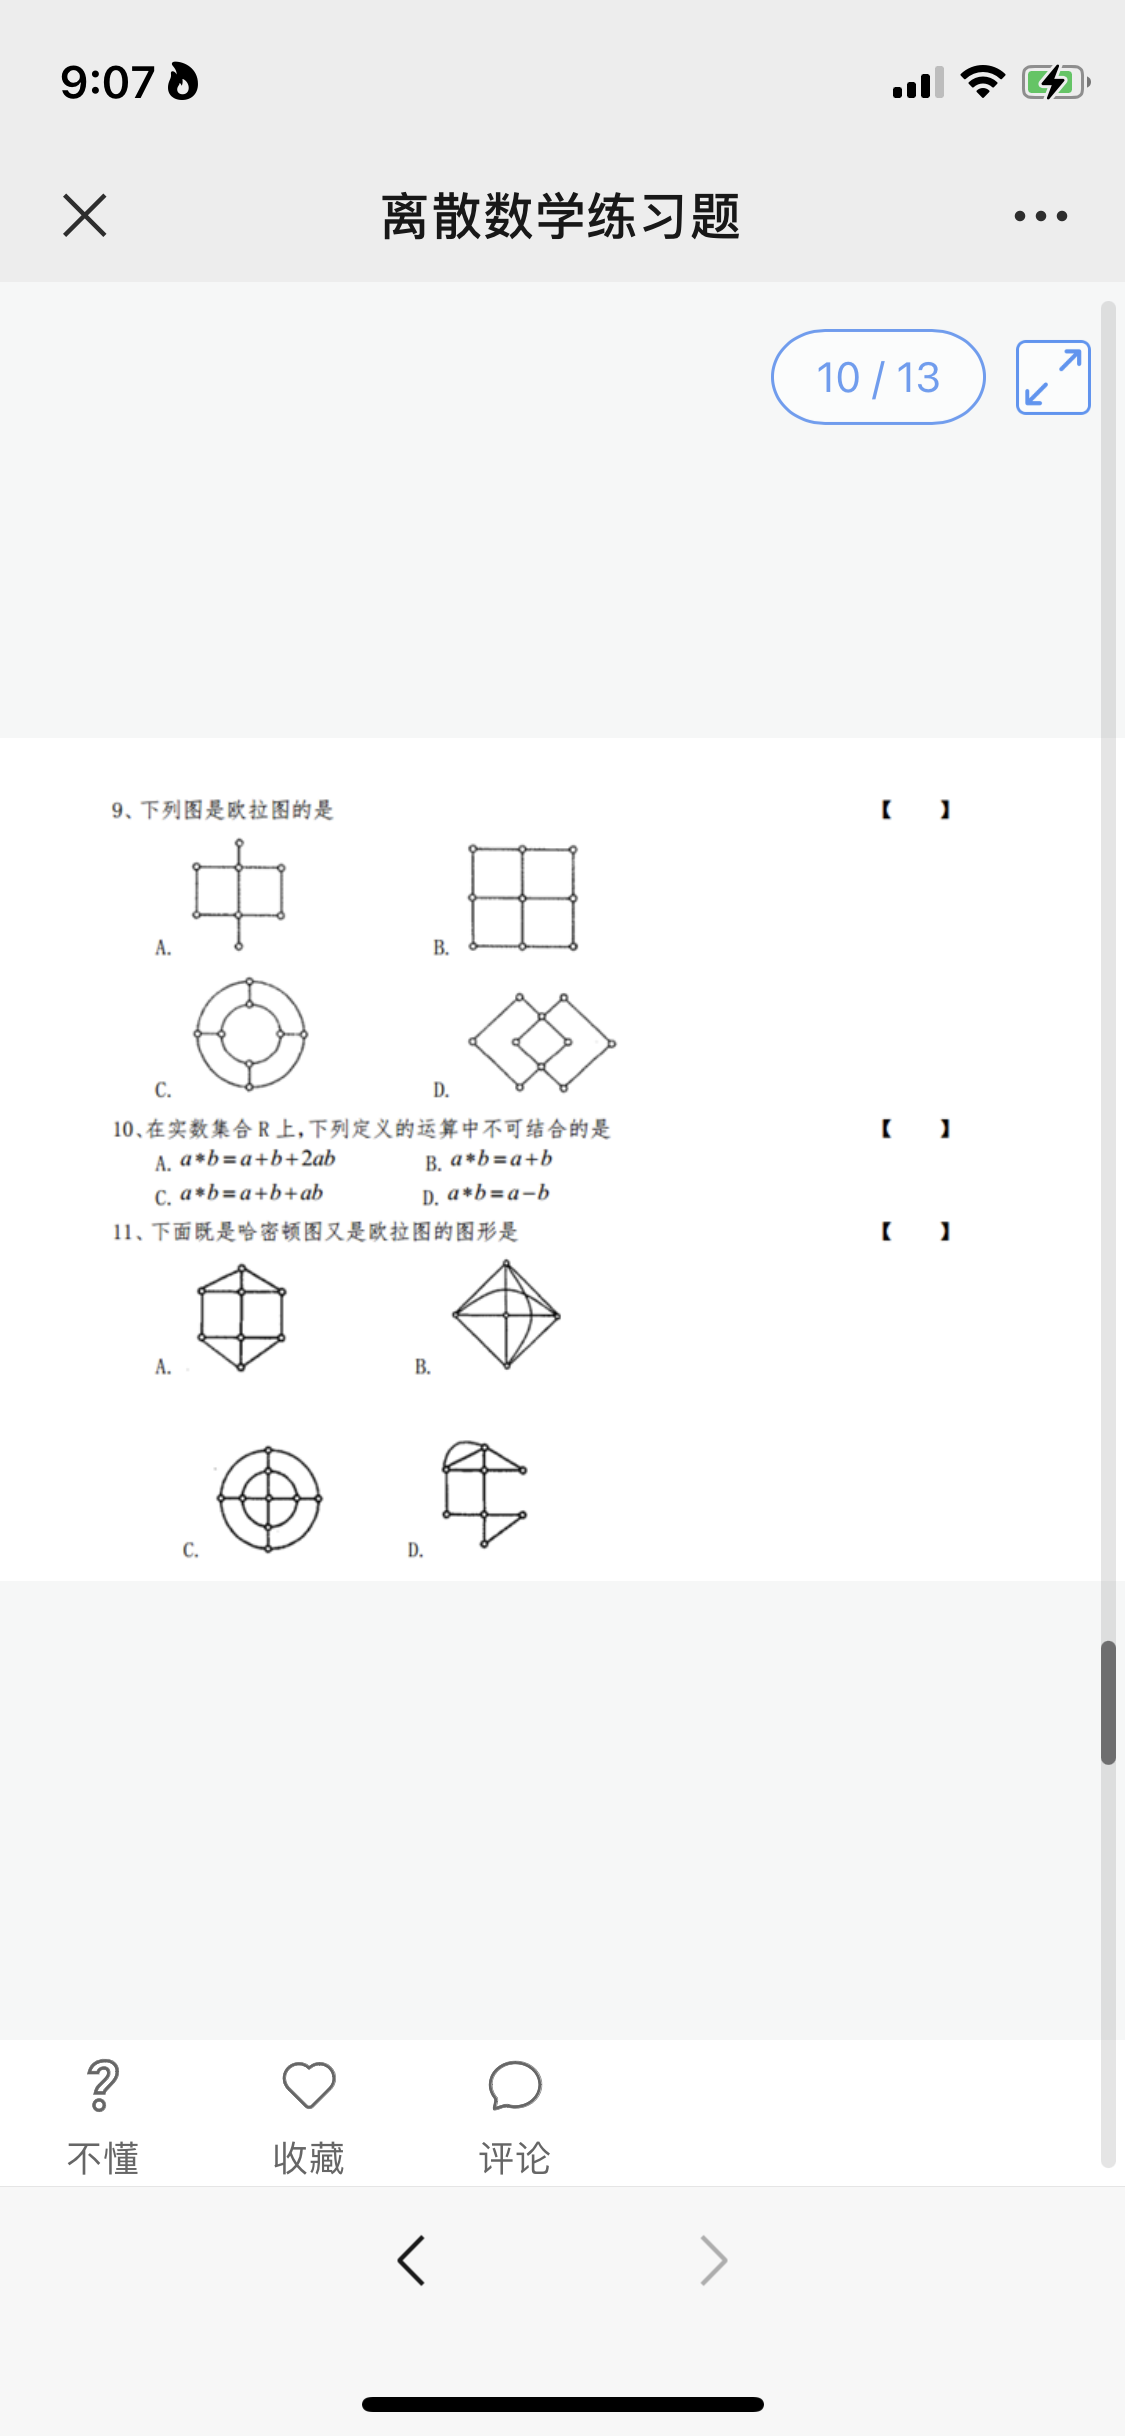 9:07
离散数学练习题
10 / 13
9、下列图是欧拉图的是 【 】
A. B.
C. D.
10、在实数集合 R 上,下列定义的运算中不可结合的是 【 】
A. a*b=a+b+2ab B. a*b=a+b
C. a*b=a+b+ab D. a*b=a−b
11、下面既是哈密顿图又是欧拉图的图形是 【 】
A. B.
C. D.
不懂 收藏 评论